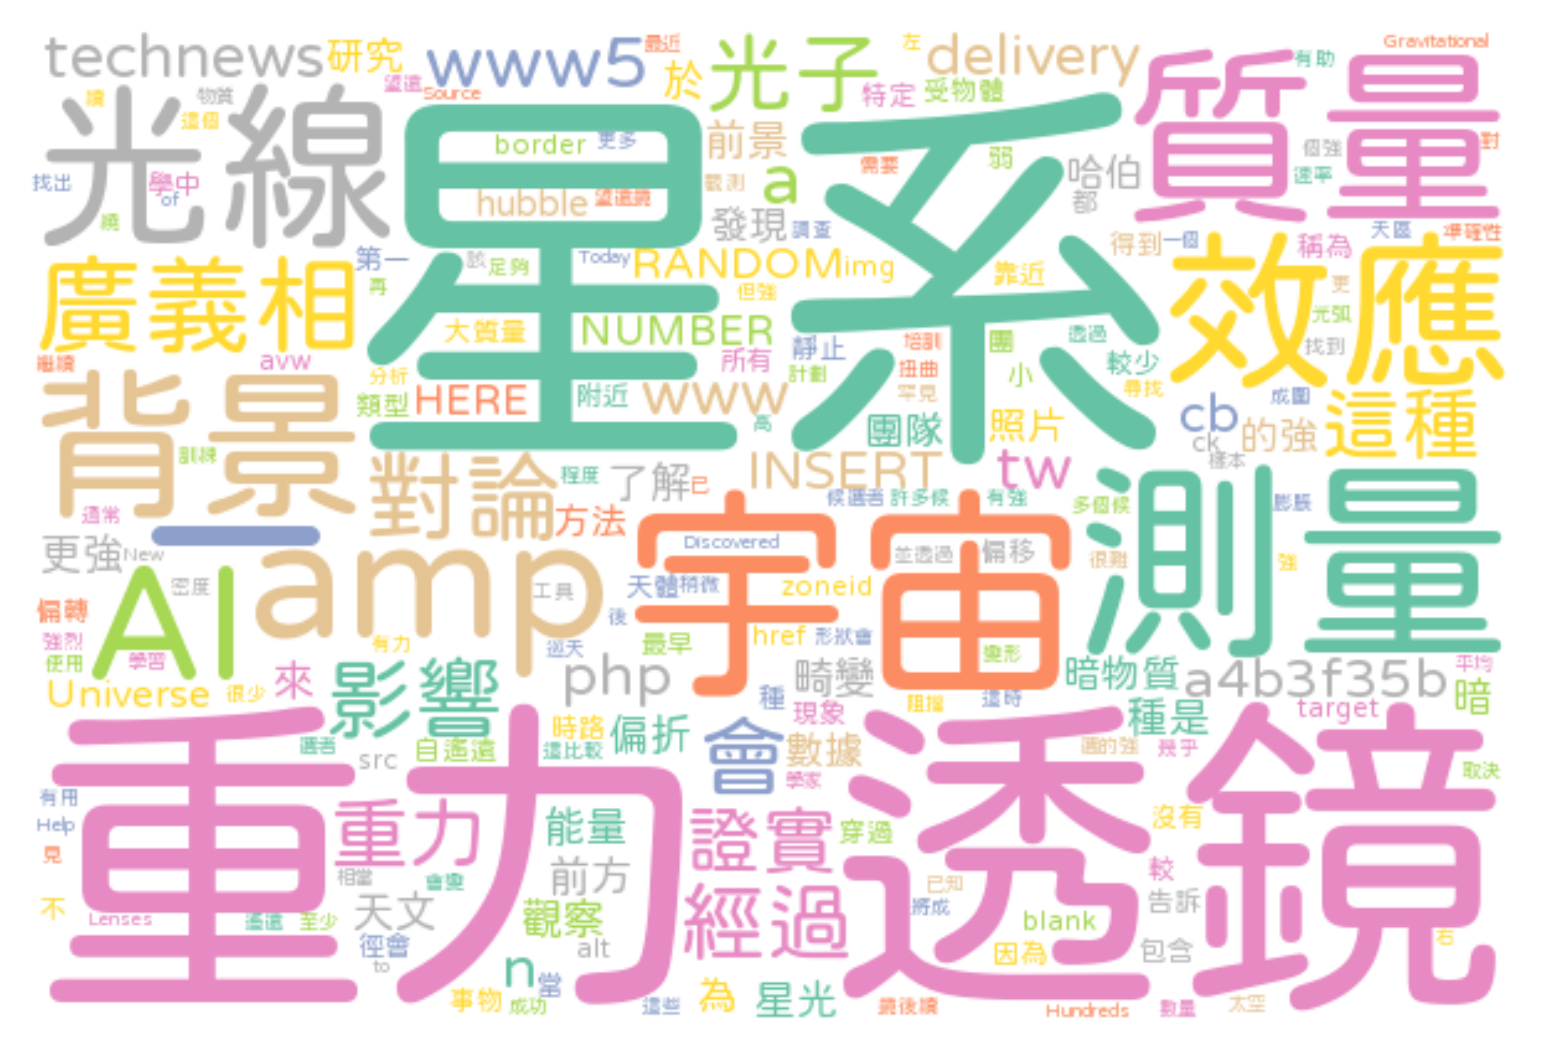 technews
研究
www5
最近
於
光子
左
delivery
Gravitational
有助
望遠
Source
特定
受物體
質量
續
物質
這個
光線
星系
border
更多
前景
弱
哈伯
個強
對
需要
hubble
望遠鏡
觀測
a
都
速率
找出
學中
of
繞
發現
調查
得到
一個
稱為
天區
準確性
廣義相
第一
該
足夠
Today
RANDOM
img
靠近
效應
再
但強
更
大質量
NUMBER
靜止
培訓
團
透過
光弧
繼續
avw
所有
扭曲
較少
找到
分析
計劃
小
尋找
背景
類型
HERE
附近
www
罕見
cb
成團
這種
高
團隊
照片
ck
的強
訓練
對論
程度
了解
已
INSERT
tw
樣本
測量
通常
方法
候選者
許多候
有強
多個候
膨脹
一
更強
New
amp
宇宙
Discovered
並透過
偏移
很難
強
AI
密度
工具
天體
稍微
zoneid
偏轉
後
強烈
有力
巡天
最早
href
形狀會
變形
使用
學習
php
畸變
暗物質
a4b3f35b
平均
Universe
很少
來
影響
種
現象
阻擋
這時
種是
target
暗
重力透鏡
選者
src
自遙遠
時路
這比較
偏折
會
數據
學家
選的強
幾乎
取決
有用
Help
見
重力
能量
證實
穿過
沒有
相當
會變
前方
較
不
Lenses
遙遠
至少
天文
觀察
經過
已知
將成
blank
告訴
徑會
to
alt
因為
包含
右
n
當
事物
成功
這些
為
星光
鏡後續
Hundreds
數量
太空